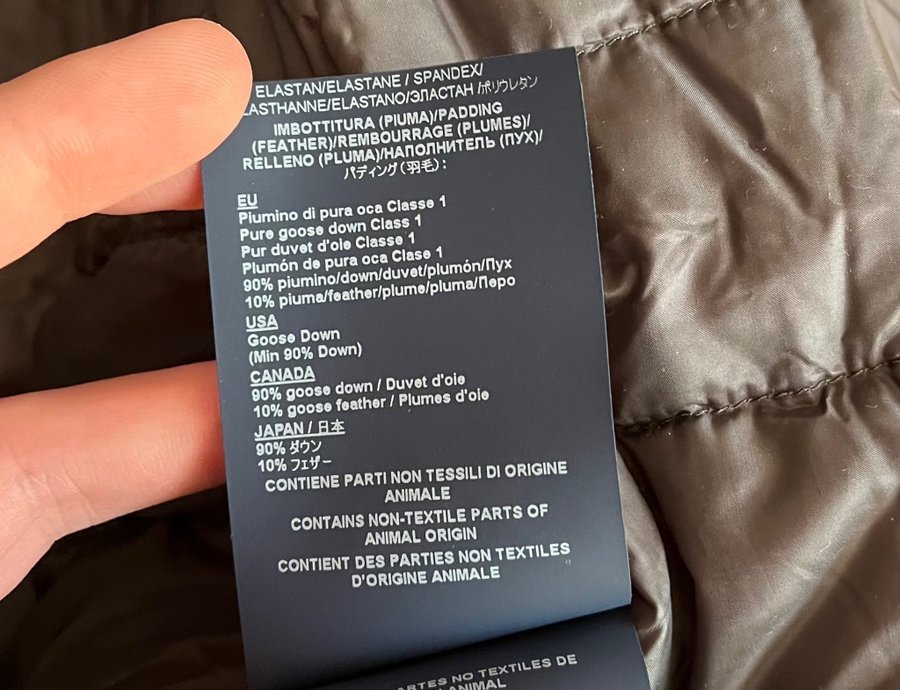 ELASTAN/ELASTANE / SPANDEX/
LASTHANNE/ELASTANO/ЭЛАСТАН /ポリウレタン
IMBOTTITURA (PIUMA)/PADDING
(FEATHER)/REMBOURRAGE (PLUMES)/
RELLENO (PLUMA)/НАПОЛНИТЕЛЬ (ПУХ)/
パディング(羽毛):
EU
Piumino di pura oca Classe 1
Pure goose down Class 1
Pur duvet d'oie Classe 1
Plumón de pura oca Clase 1
90% piumino/down/duvet/plumón/Пух
10% piuma/feather/plume/pluma/Перо
USA
Goose Down
(Min 90% Down)
CANADA
90% goose down / Duvet d'oie
10% goose feather / Plumes d'oie
JAPAN / 日本
90% ダウン
10% フェザー
CONTIENE PARTI NON TESSILI DI ORIGINE
ANIMALE
CONTAINS NON-TEXTILE PARTS OF
ANIMAL ORIGIN
CONTIENT DES PARTIES NON TEXTILES
D'ORIGINE ANIMALE
ARTES NO TEXTILES DE
ANIMAL